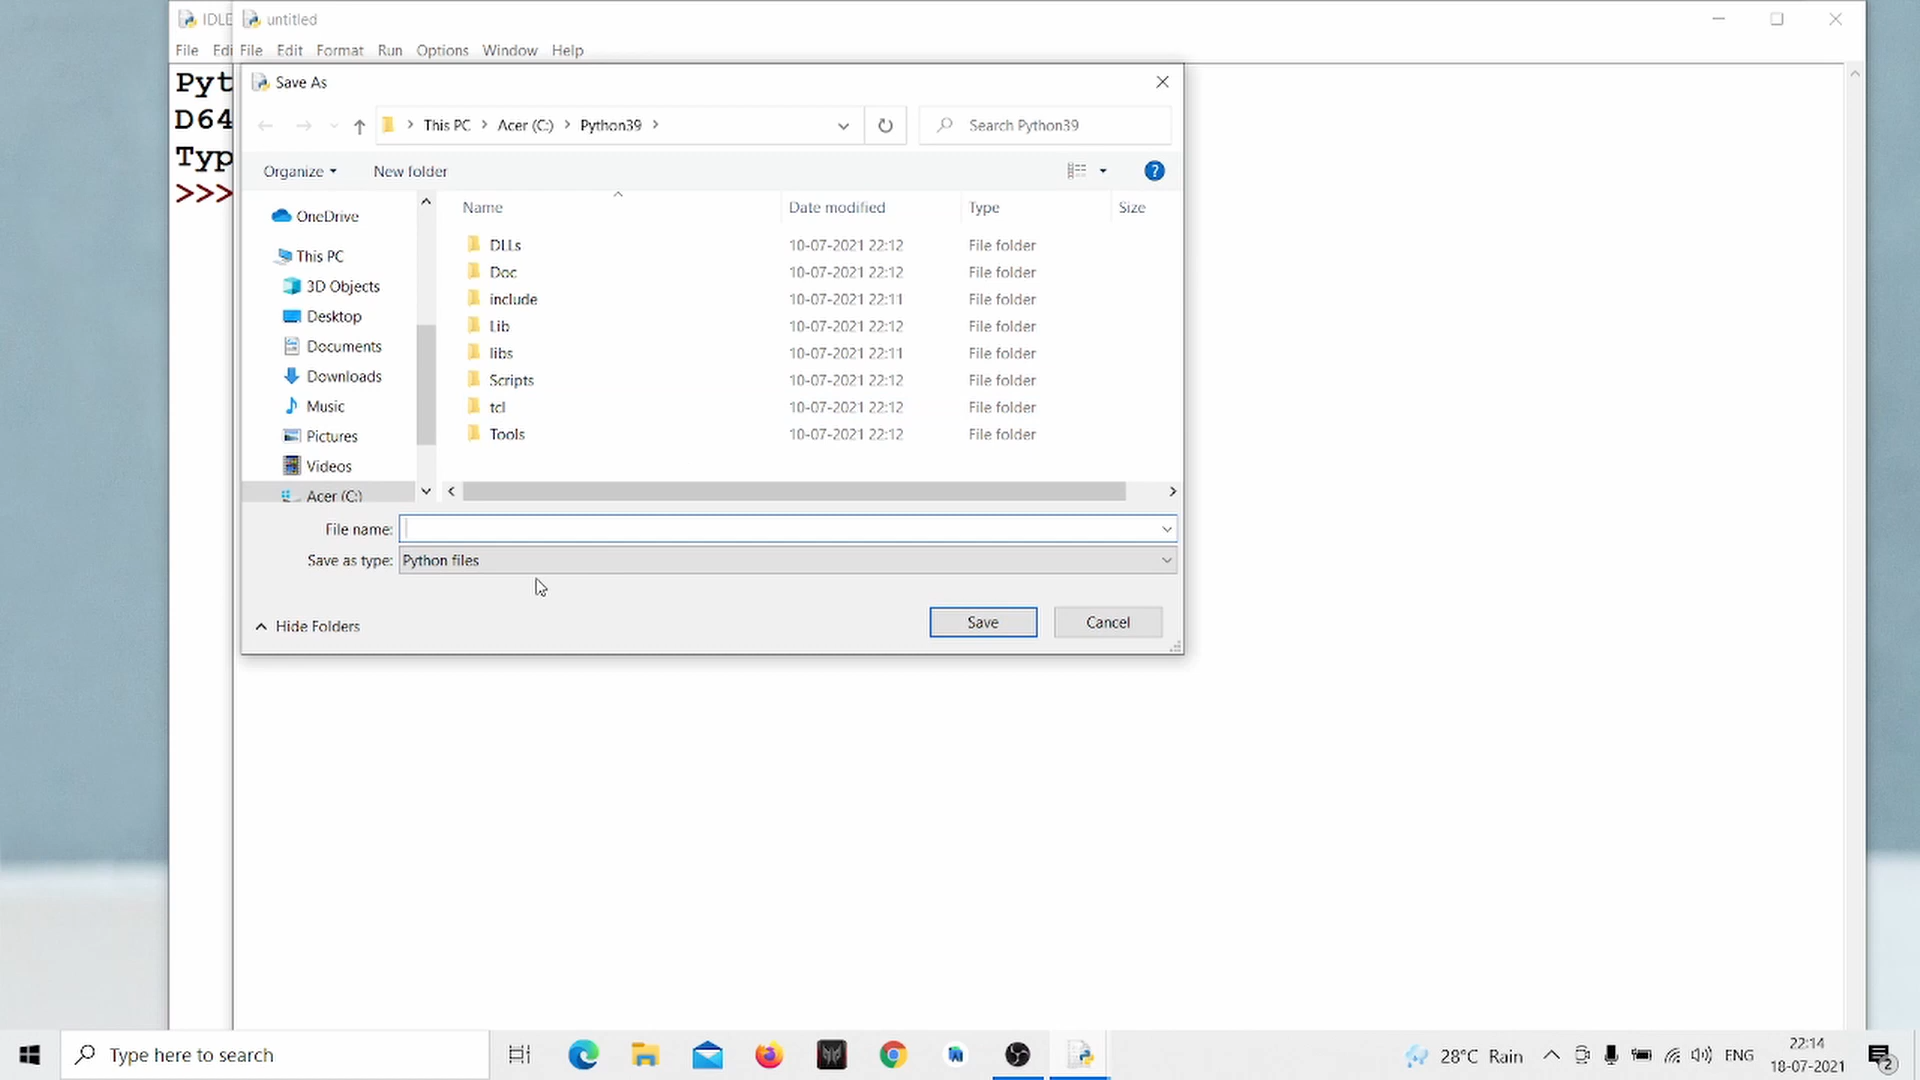 IDLE
untitled
File Edi
File Edit Format Run Options Window Help
Pyt
D64
Typ
>>>
Save As
This PC > Acer (C:) > Python39 >
Search Python39
Organize
New folder
OneDrive
This PC
3D Objects
Desktop
Documents
Downloads
Music
Pictures
Videos
Acer (C:)
Name Date modified Type Size
DLLs 10-07-2021 22:12 File folder
Doc 10-07-2021 22:12 File folder
include 10-07-2021 22:11 File folder
Lib 10-07-2021 22:12 File folder
libs 10-07-2021 22:11 File folder
Scripts 10-07-2021 22:12 File folder
tcl 10-07-2021 22:12 File folder
Tools 10-07-2021 22:12 File folder
File name:
Save as type: Python files
Hide Folders
Save
Cancel
Type here to search
28°C Rain
ENG
22:14
18-07-2021
2